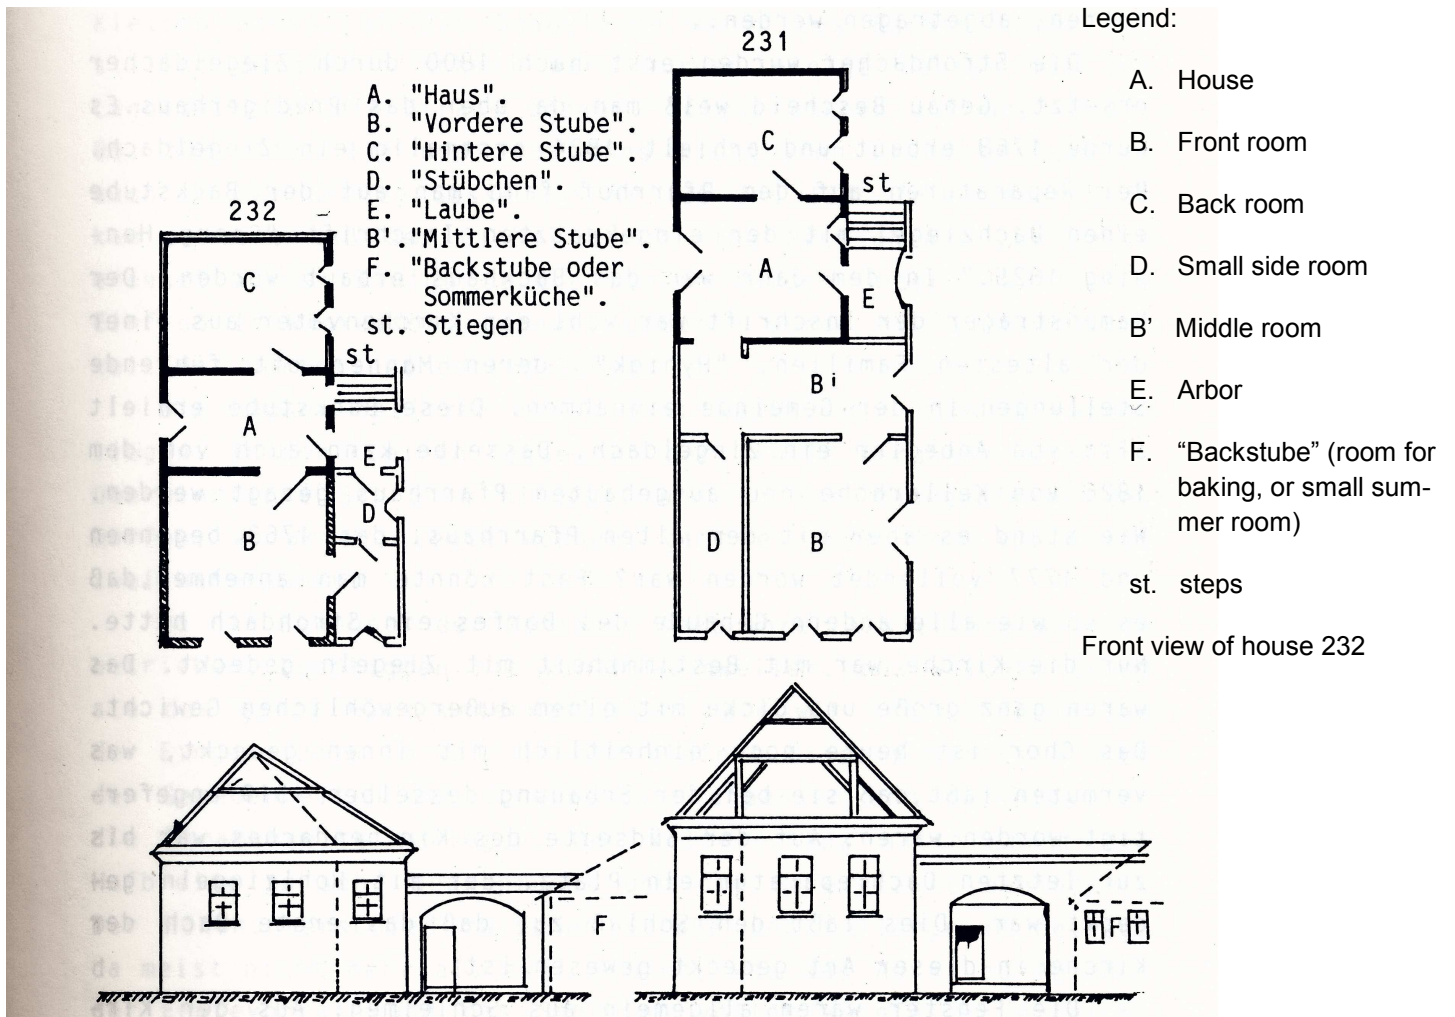 231
A. "Haus".
B. "Vordere Stube".
C. "Hintere Stube".
D. "Stübchen".
E. "Laube".
B' "Mittlere Stube".
F. "Backstube oder
Sommerküche".
st. Stiegen
232
C
st
A
E
D
B
C
st
A
E
B'
D
B
F
Legend:
A. House
B. Front room
C. Back room
D. Small side room
B’ Middle room
E. Arbor
F. “Backstube” (room for
baking, or small sum-
mer room)
st. steps
Front view of house 232